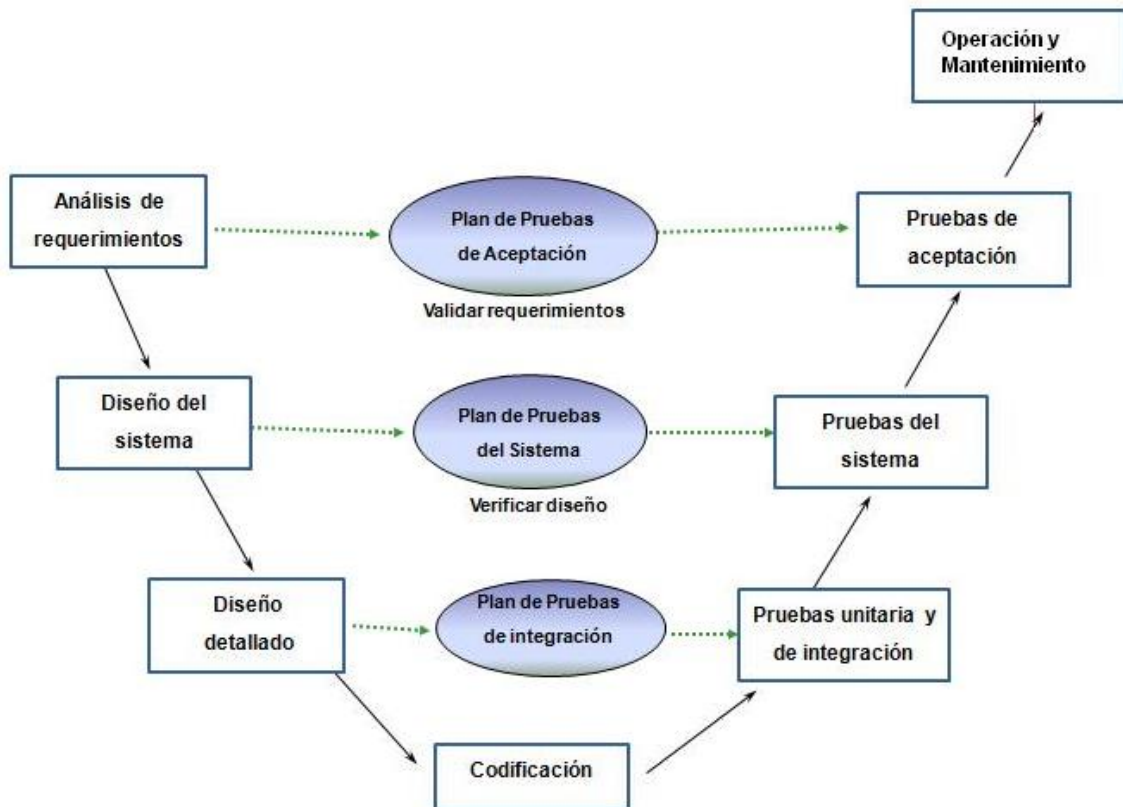 Operación y
Mantenimiento
Análisis de
requerimientos
Plan de Pruebas
de Aceptación
Validar requerimientos
Pruebas de
aceptación
Diseño del
sistema
Plan de Pruebas
del Sistema
Verificar diseño
Pruebas del
sistema
Diseño
detallado
Plan de Pruebas
de integración
Pruebas unitaria y
de integración
Codificación